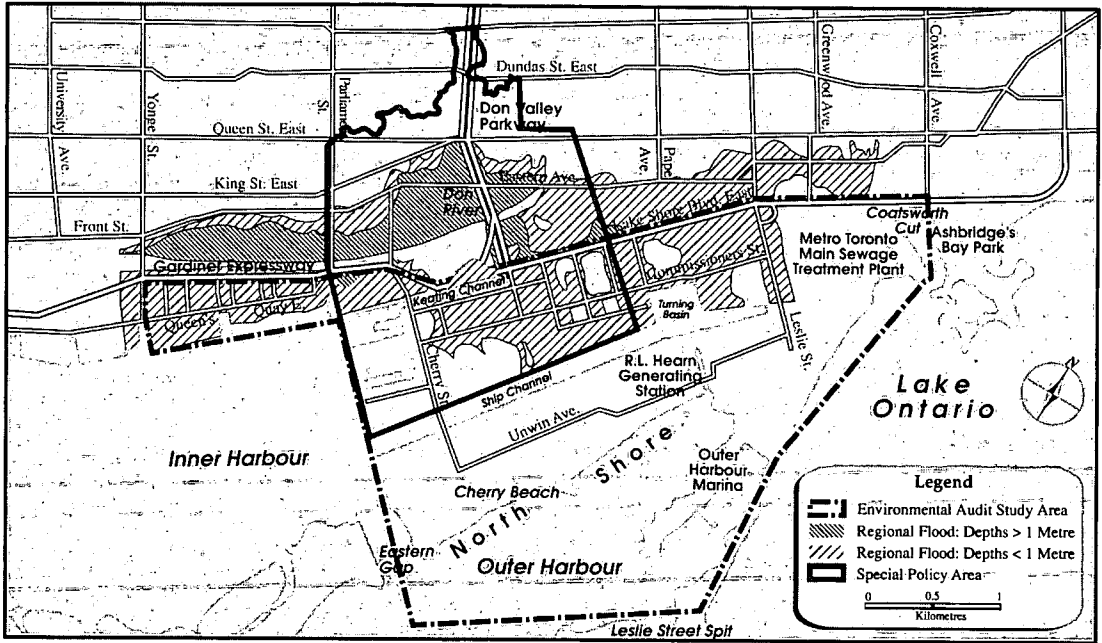 Dundas St. East
Don Valley
Parkway
University
Ave.
Yonge St.
Parliament
St.
Greenwood Ave.
Coxwell
Ave.
Queen St. East
Pape
Ave.
King St. East
Eastern Ave.
Don
River
Front St.
Lake Shore Blvd. East
Coatsworth
Cut
Ashbridge's
Bay Park
Metro Toronto
Main Sewage
Treatment Plant
Gardiner Expressway
Keating Channel
Commissioners St.
Queen's
Quay E.
Turning
Basin
Cherry St.
Leslie St.
R.L. Hearn
Generating
Station
Ship Channel
Unwin Ave.
Lake
Ontario
N
Inner Harbour
Outer
Harbour
Marina
North Shore
Cherry Beach
Eastern
Gap
Outer Harbour
Leslie Street Spit
Legend
Environmental Audit Study Area
Regional Flood: Depths > 1 Metre
Regional Flood: Depths < 1 Metre
Special Policy Area
0 0.5 1
Kilometres